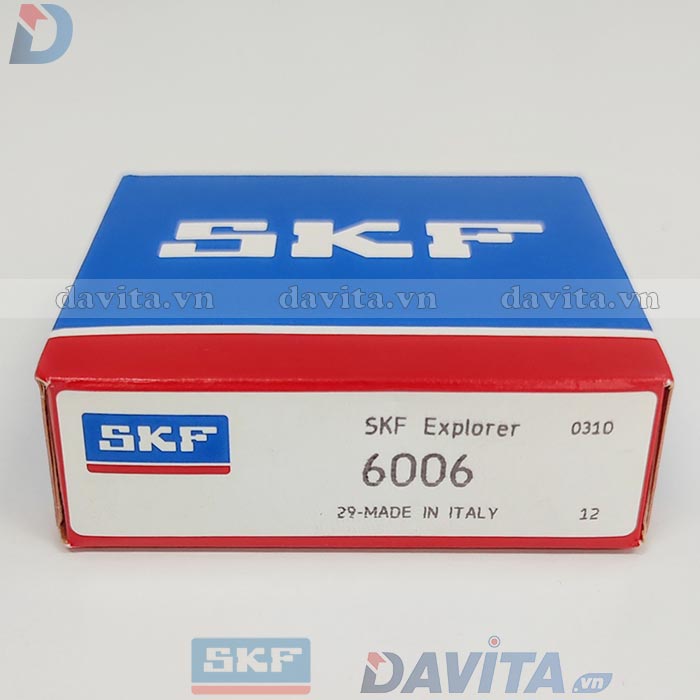 D
SKF
davita.vn davita.vn davita.vn
SKF
SKF Explorer 0310
6006
29-MADE IN ITALY 12
SKF
DAVITA.vn